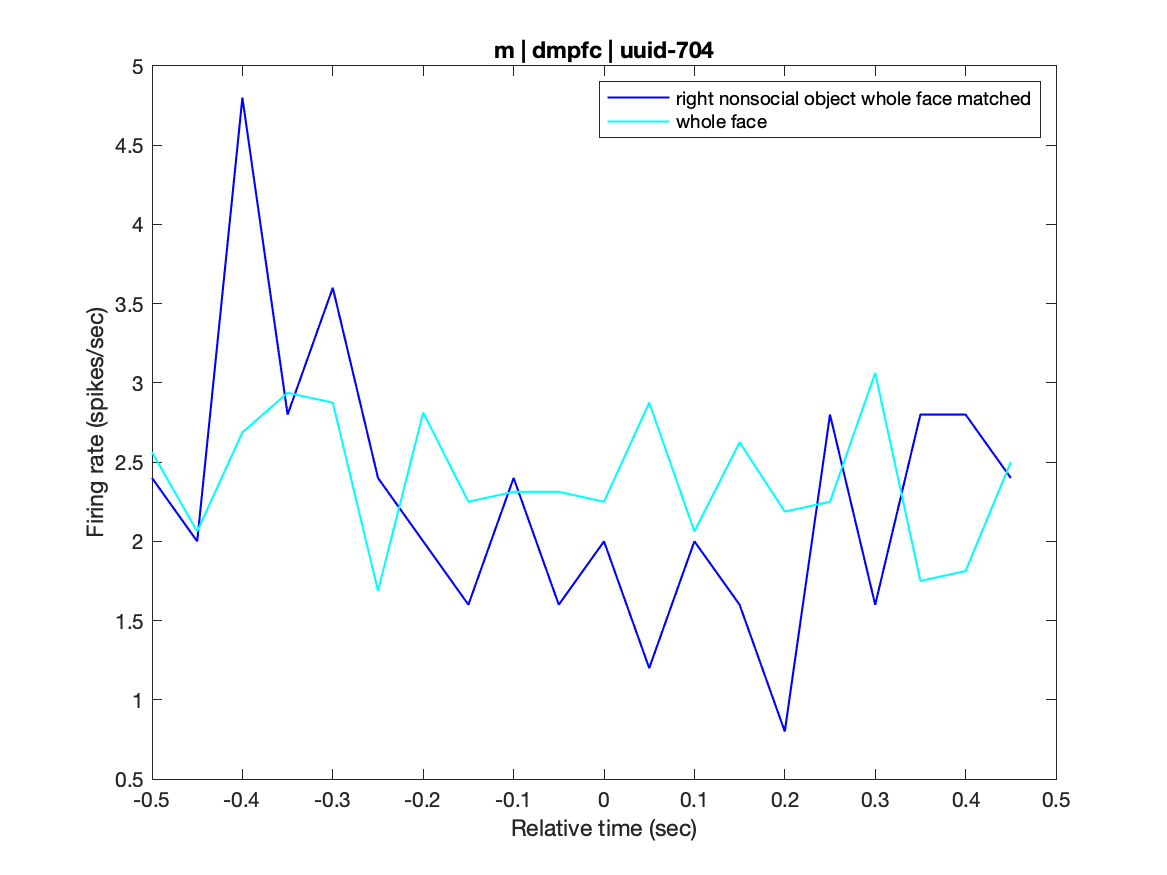 m | dmpfc | uuid-704
right nonsocial object whole face matched
whole face
Firing rate (spikes/sec)
5
4.5
4
3.5
3
2.5
2
1.5
1
0.5
-0.5 -0.4 -0.3 -0.2 -0.1 0 0.1 0.2 0.3 0.4 0.5
Relative time (sec)